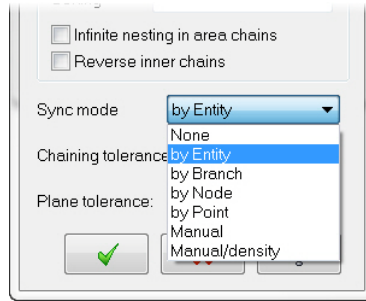 Infinite nesting in area chains
Reverse inner chains
Sync mode by Entity
None
by Entity
Chaining tolerance
by Branch
by Node
Plane tolerance:
by Point
Manual
Manual/density